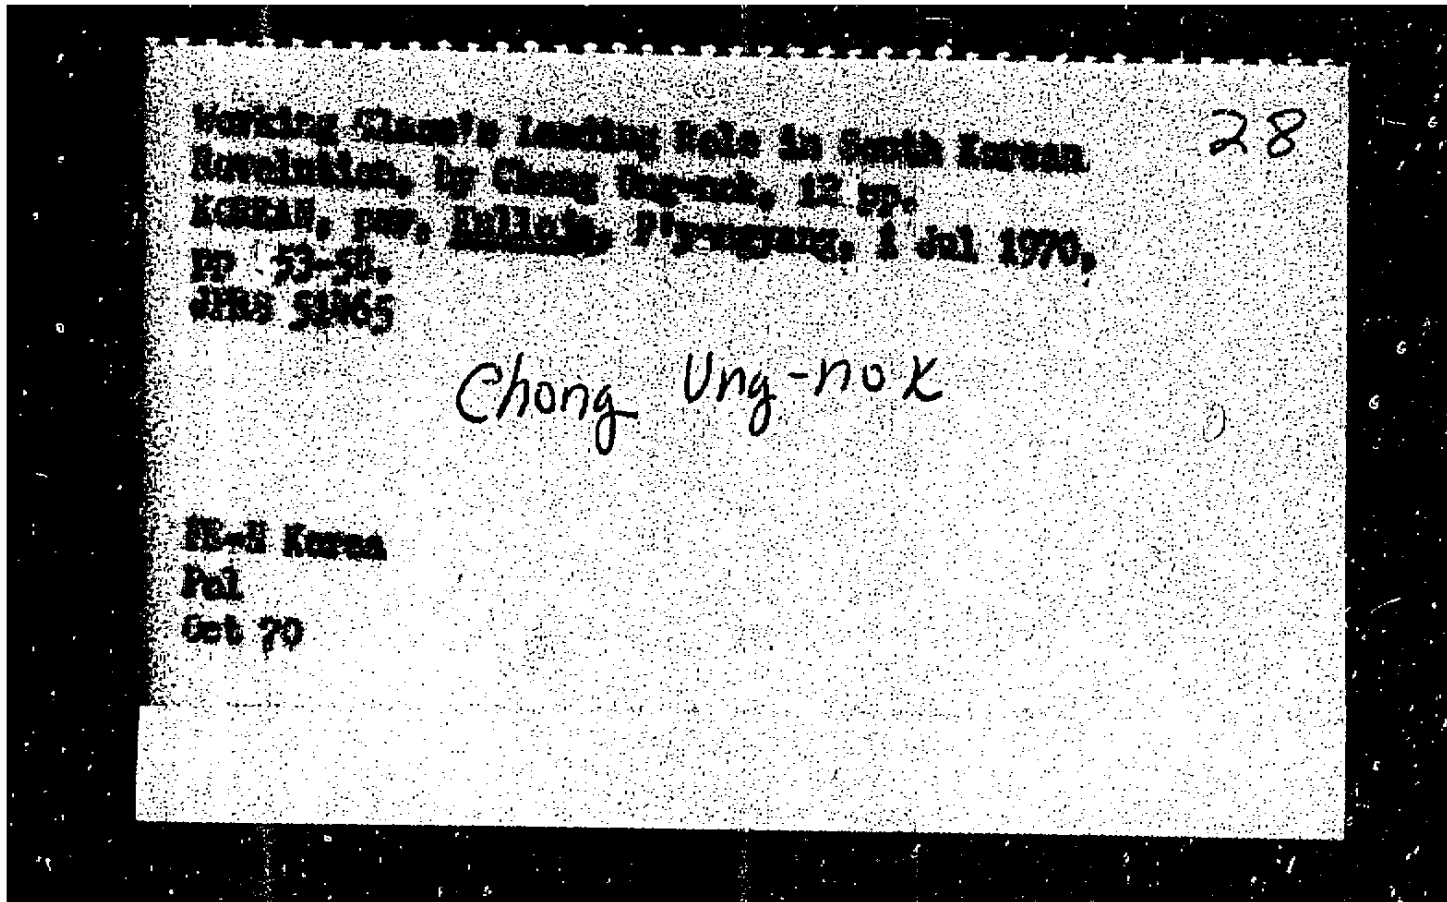 Working Class's Leading Role in South Korean
Revolution, by Chong Ung-nok, 12 pp.
KOREAN, per, Kulloja, P'yongyang, 1 Jul 1970,
pp 53-58.
JPRS
28
Chong Ung-nok
FE-N Korea
Pol
Oct 70